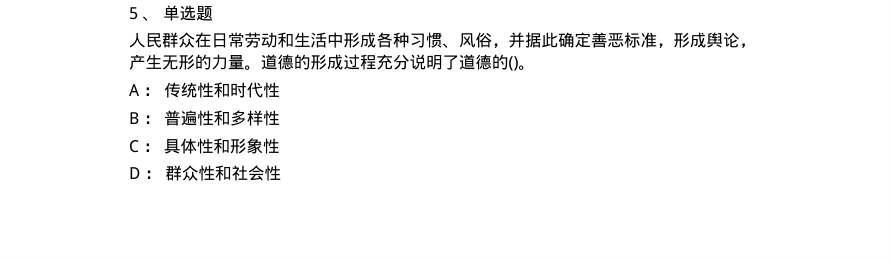 5 、 单选题
人民群众在日常劳动和生活中形成各种习惯、风俗，并据此确定善恶标准，形成舆论，
产生无形的力量。道德的形成过程充分说明了道德的()。
A ： 传统性和时代性
B ： 普遍性和多样性
C ： 具体性和形象性
D ： 群众性和社会性